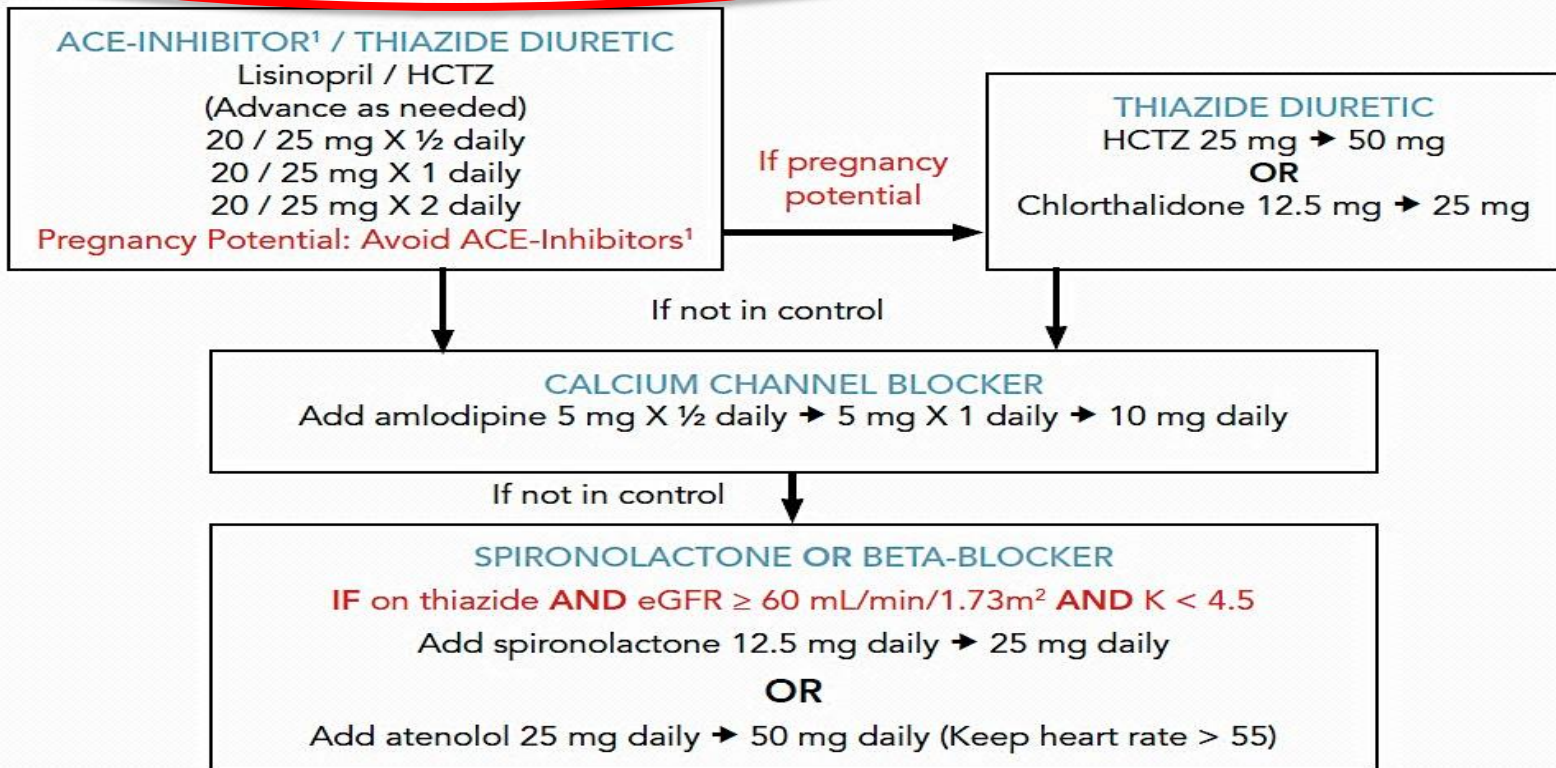 ACE-INHIBITOR¹ / THIAZIDE DIURETIC
Lisinopril / HCTZ
(Advance as needed)
20 / 25 mg X ½ daily
20 / 25 mg X 1 daily
20 / 25 mg X 2 daily
Pregnancy Potential: Avoid ACE-Inhibitors¹
If pregnancy
potential
THIAZIDE DIURETIC
HCTZ 25 mg → 50 mg
OR
Chlorthalidone 12.5 mg → 25 mg
If not in control
CALCIUM CHANNEL BLOCKER
Add amlodipine 5 mg X ½ daily → 5 mg X 1 daily → 10 mg daily
If not in control
SPIRONOLACTONE OR BETA-BLOCKER
IF on thiazide AND eGFR ≥ 60 mL/min/1.73m² AND K < 4.5
Add spironolactone 12.5 mg daily → 25 mg daily
OR
Add atenolol 25 mg daily → 50 mg daily (Keep heart rate > 55)